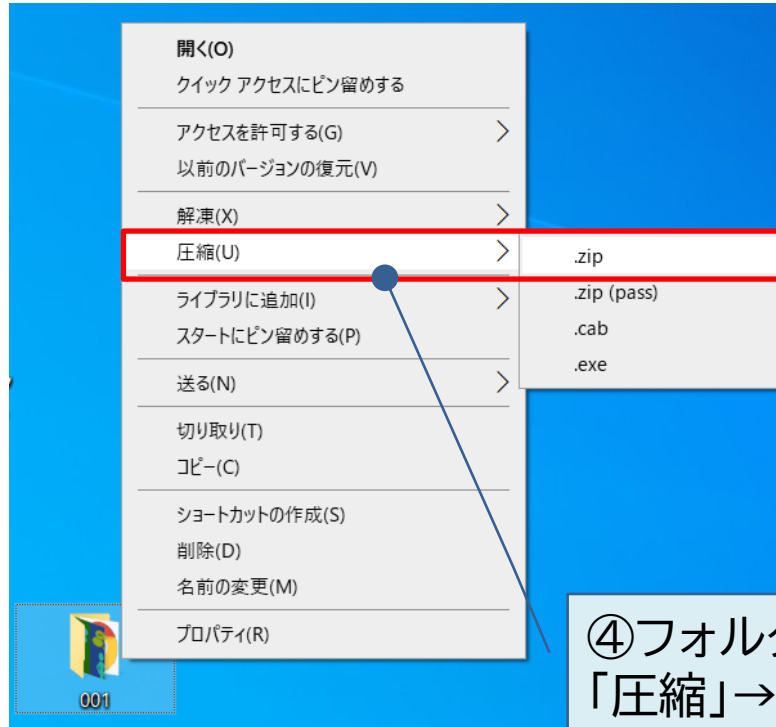 開く(O)
クイック アクセスにピン留めする
アクセスを許可する(G)
以前のバージョンの復元(V)
解凍(X)
圧縮(U)
.zip
.zip (pass)
.cab
.exe
ライブラリに追加(I)
スタートにピン留めする(P)
送る(N)
切り取り(T)
コピー(C)
ショートカットの作成(S)
削除(D)
名前の変更(M)
プロパティ(R)
001
④フォル
「圧縮」→